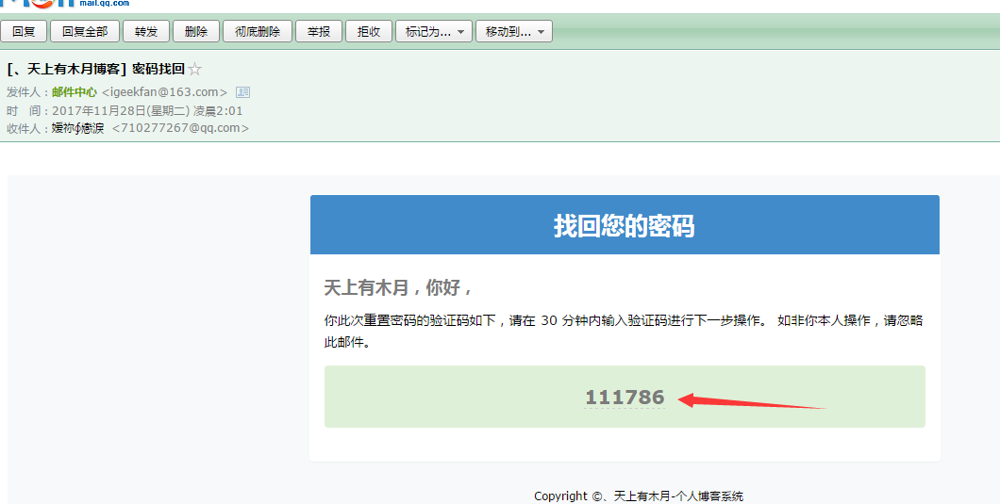 mail.qq.com
回复 回复全部 转发 删除 彻底删除 举报 拒收 标记为... 移动到...
[、天上有木月博客] 密码找回☆
发件人：邮件中心 <igeekfan@163.com>
时 间：2017年11月28日(星期二) 凌晨2:01
收件人：嫒祢∮慦淚 <710277267@qq.com>
找回您的密码
天上有木月，你好，
你此次重置密码的验证码如下，请在 30 分钟内输入验证码进行下一步操作。 如非你本人操作，请忽略
此邮件。
111786
Copyright ©、天上有木月-个人博客系统